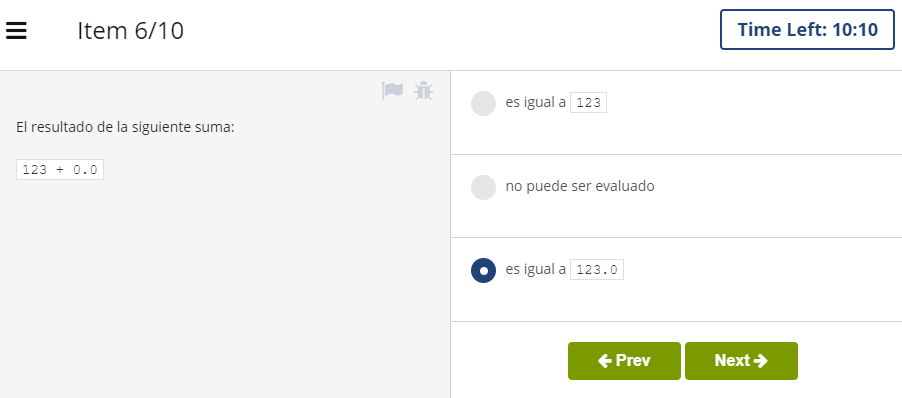 Item 6/10
Time Left: 10:10
El resultado de la siguiente suma:
123 + 0.0
es igual a 123
no puede ser evaluado
es igual a 123.0
Prev
Next